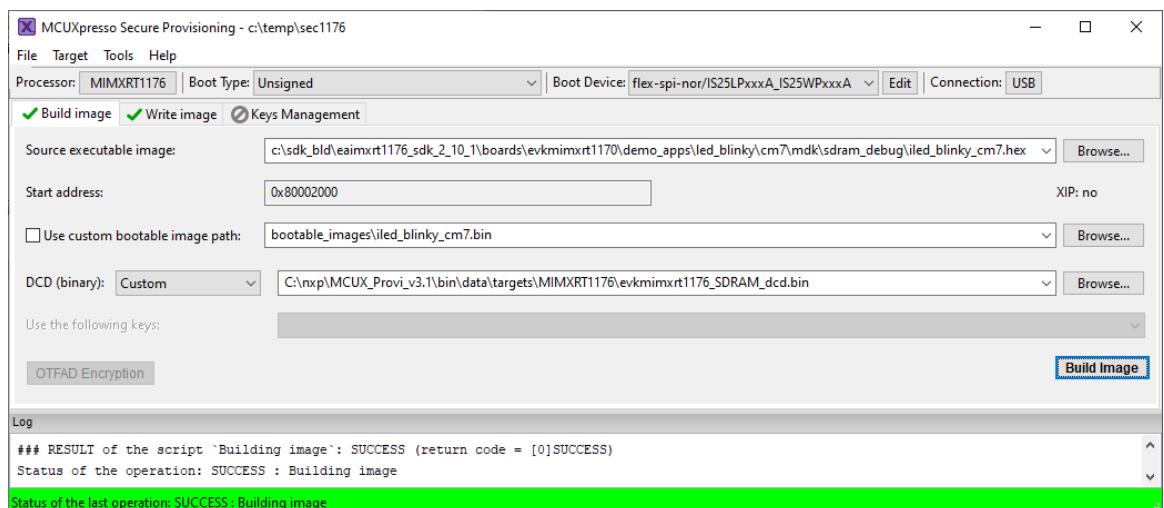 MCUXpresso Secure Provisioning - c:\temp\sec1176
File Target Tools Help
Processor: MIMXRT1176 Boot Type: Unsigned Boot Device: flex-spi-nor/IS25LPxxxA_IS25WPxxxA Edit Connection: USB
Build image Write image Keys Management
Source executable image: c:\sdk_bld\eaimxrt1176_sdk_2_10_1\boards\evkmimxrt1170\demo_apps\led_blinky\cm7\mdk\sdram_debug\iled_blinky_cm7.hex Browse...
Start address: 0x80002000 XIP: no
Use custom bootable image path: bootable_images\iled_blinky_cm7.bin Browse...
DCD (binary): Custom C:\nxp\MCUX_Provi_v3.1\bin\data\targets\MIMXRT1176\evkmimxrt1176_SDRAM_dcd.bin Browse...
Use the following keys:
OTFAD Encryption Build Image
Log
### RESULT of the script `Building image`: SUCCESS (return code = [0]SUCCESS)
Status of the operation: SUCCESS : Building image
Status of the last operation: SUCCESS : Building image